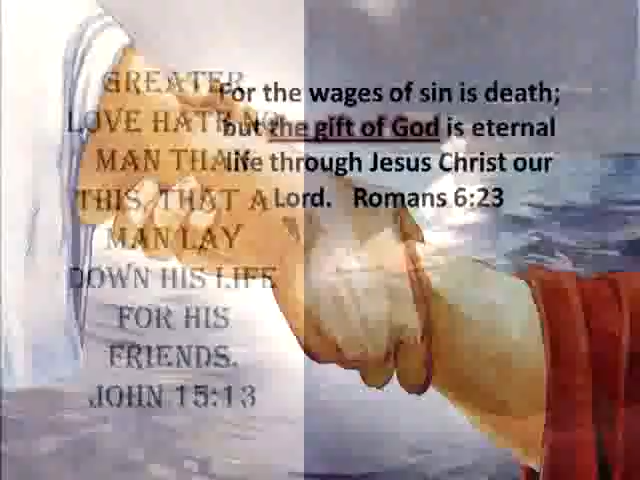 GREATER
LOVE HATH NO
MAN THAN
THIS, THAT A
MAN LAY
DOWN HIS LIFE
FOR HIS
FRIENDS.
JOHN 15:13
For the wages of sin is death;
but the gift of God is eternal
life through Jesus Christ our
Lord. Romans 6:23